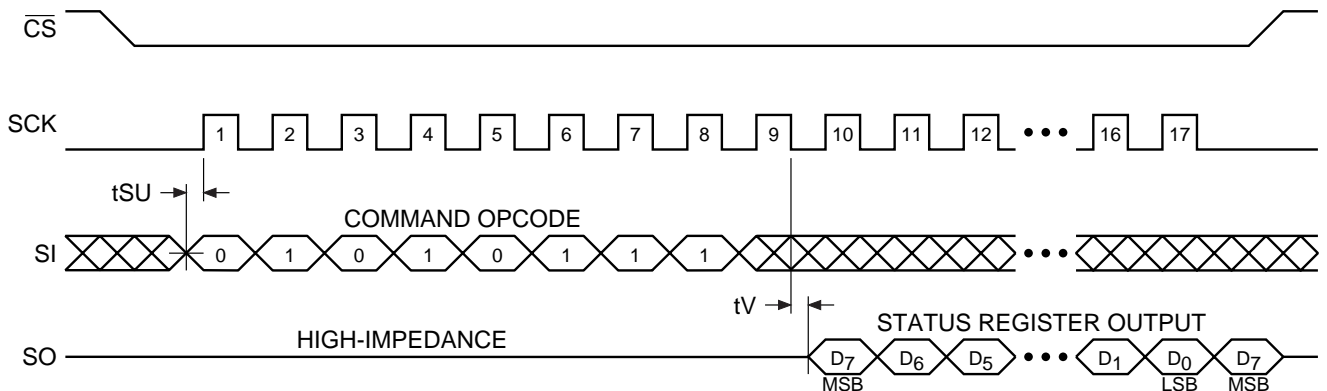 CS
SCK 1 2 3 4 5 6 7 8 9 10 11 12 ••• 16 17
tSU
COMMAND OPCODE
SI 0 1 0 1 0 1 1 1 •••
tV
HIGH-IMPEDANCE STATUS REGISTER OUTPUT
SO D7 D6 D5 ••• D1 D0 D7
MSB LSB MSB